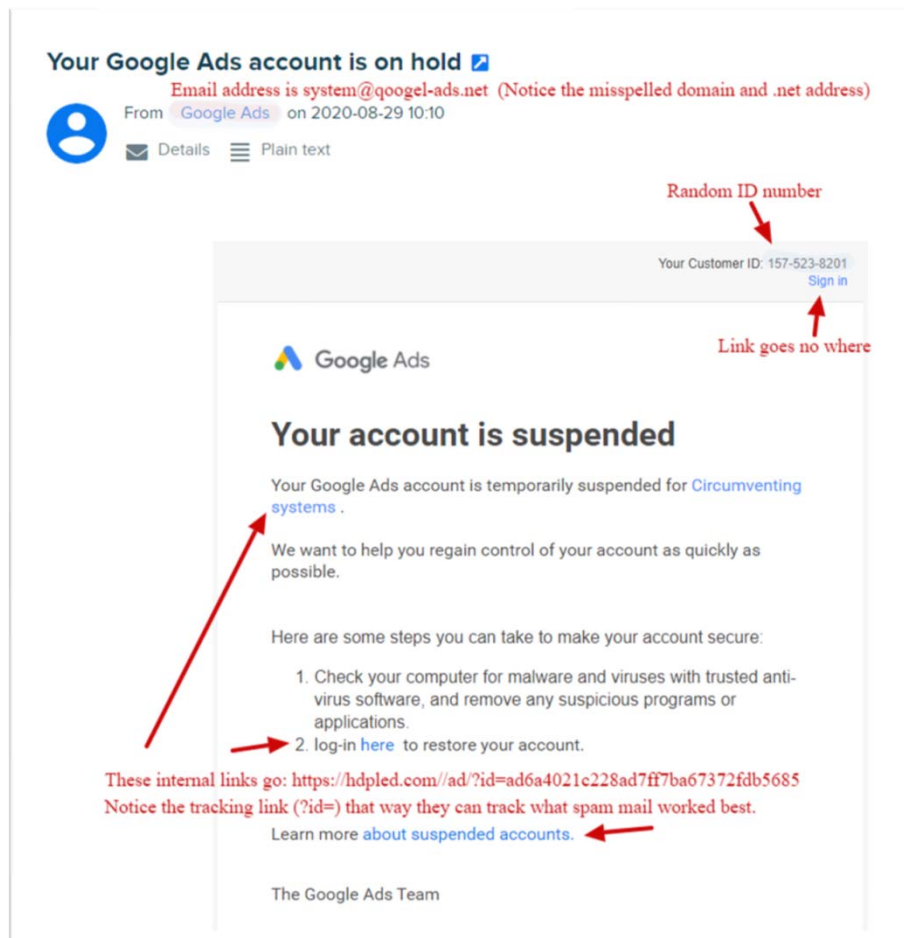 Your Google Ads account is on hold
Email address is system@qoogel-ads.net (Notice the misspelled domain and .net address)
From Google Ads on 2020-08-29 10:10
Details Plain text
Random ID number
Your Customer ID: 157-523-8201
Sign in
Link goes no where
Google Ads
Your account is suspended
Your Google Ads account is temporarily suspended for Circumventing
systems .
We want to help you regain control of your account as quickly as
possible.
Here are some steps you can take to make your account secure:
1. Check your computer for malware and viruses with trusted anti-
virus software, and remove any suspicious programs or
applications.
2. log-in here to restore your account.
These internal links go: https://hdpled.com//ad/?id=ad6a4021c228ad7ff7ba67372fdb5685
Notice the tracking link (?id=) that way they can track what spam mail worked best.
Learn more about suspended accounts.
The Google Ads Team